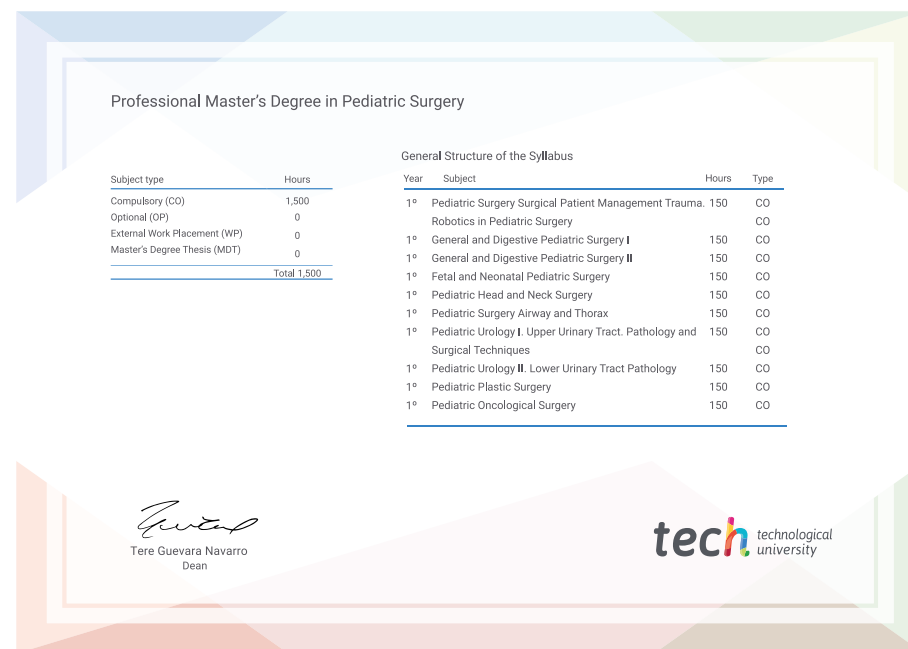 Professional Master's Degree in Pediatric Surgery
General Structure of the Syllabus
Subject type Hours
Compulsory (CO) 1,500
Optional (OP) 0
External Work Placement (WP) 0
Master's Degree Thesis (MDT) 0
Total 1,500
Year Subject Hours Type
1º Pediatric Surgery Surgical Patient Management Trauma. 150 CO
Robotics in Pediatric Surgery CO
1º General and Digestive Pediatric Surgery I 150 CO
1º General and Digestive Pediatric Surgery II 150 CO
1º Fetal and Neonatal Pediatric Surgery 150 CO
1º Pediatric Head and Neck Surgery 150 CO
1º Pediatric Surgery Airway and Thorax 150 CO
1º Pediatric Urology I. Upper Urinary Tract. Pathology and 150 CO
Surgical Techniques CO
1º Pediatric Urology II. Lower Urinary Tract Pathology 150 CO
1º Pediatric Plastic Surgery 150 CO
1º Pediatric Oncological Surgery 150 CO
Tere Guevara Navarro
Dean
tech technological
university